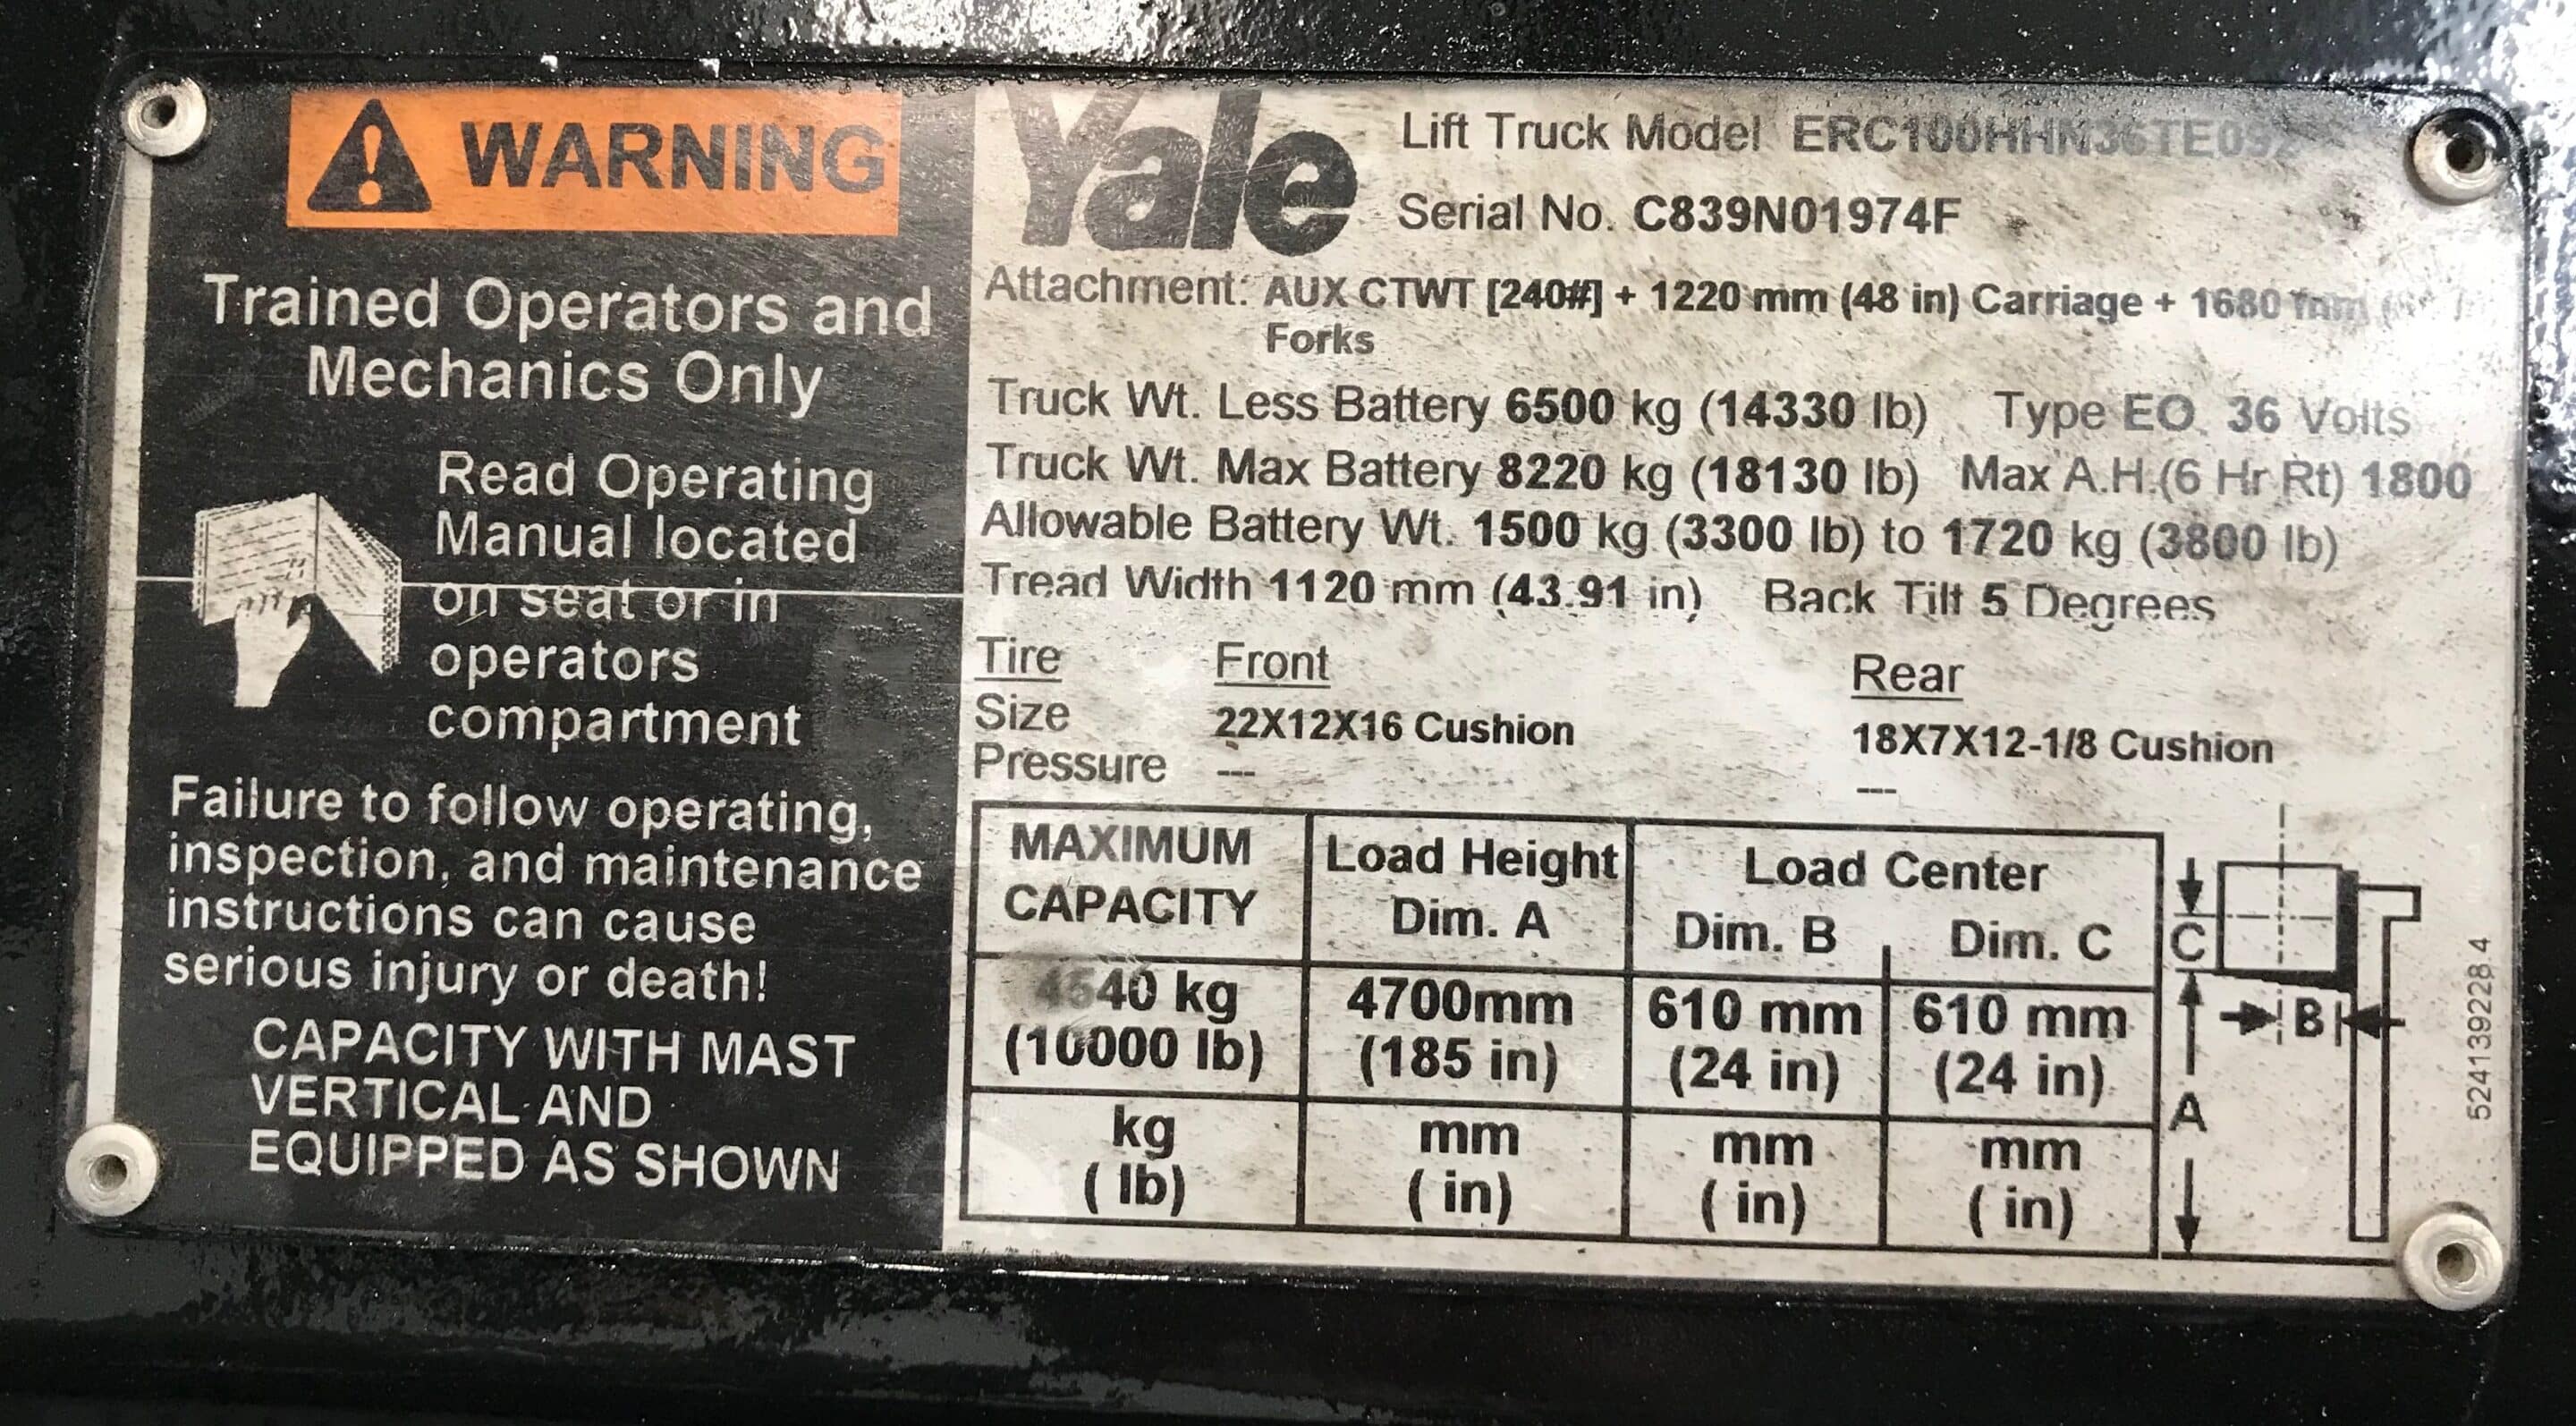 WARNING
Trained Operators and
Mechanics Only
Read Operating
Manual located
on seat or in
operators
compartment
Failure to follow operating,
inspection, and maintenance
instructions can cause
serious injury or death!
CAPACITY WITH MAST
VERTICAL AND
EQUIPPED AS SHOWN
Yale
Lift Truck Model ERC100HHN36TE092
Serial No. C839N01974F
Attachment: AUX CTWT [240#] + 1220 mm (48 in) Carriage + 1680 mm
Forks
Truck Wt. Less Battery 6500 kg (14330 lb) Type EO, 36 Volts
Truck Wt. Max Battery 8220 kg (18130 lb) Max A.H.(6 Hr Rt) 1800
Allowable Battery Wt. 1500 kg (3300 lb) to 1720 kg (3800 lb)
Tread Width 1120 mm (43.91 in) Back Tilt 5 Degrees
Tire Front Rear
Size 22X12X16 Cushion 18X7X12-1/8 Cushion
Pressure --- ---
MAXIMUM Load Height Load Center
CAPACITY Dim. A Dim. B Dim. C
4540 kg 4700mm 610 mm 610 mm
(10000 lb) (185 in) (24 in) (24 in)
kg mm mm mm
( lb) ( in) ( in) ( in)
C
B
A
524139228 4